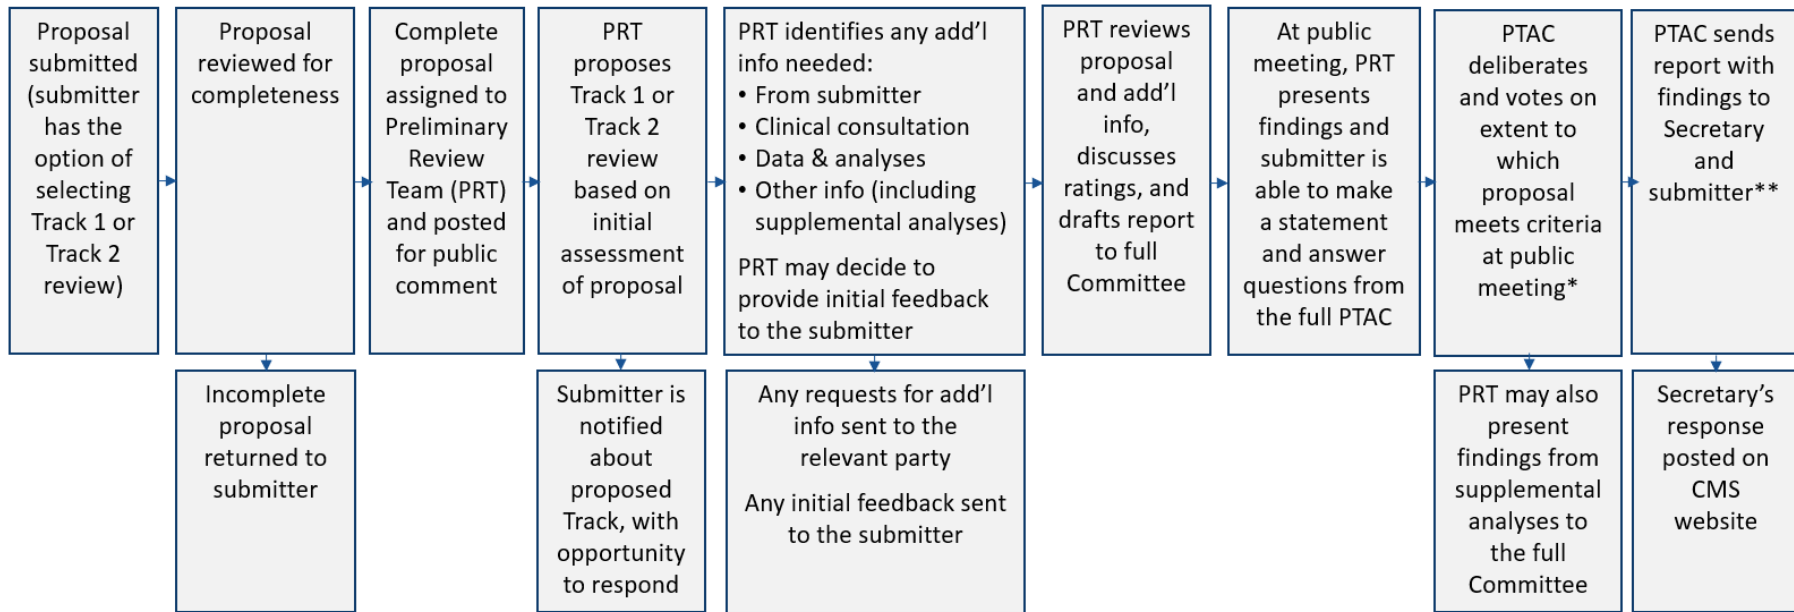 Proposal
submitted
(submitter
has the
option of
selecting
Track 1 or
Track 2
review)
Proposal
reviewed for
completeness
Complete
proposal
assigned to
Preliminary
Review
Team (PRT)
and posted
for public
comment
PRT
proposes
Track 1 or
Track 2
review
based on
initial
assessment
of proposal
PRT identifies any add’l
info needed:
• From submitter
• Clinical consultation
• Data & analyses
• Other info (including
supplemental analyses)
PRT may decide to
provide initial feedback
to the submitter
PRT reviews
proposal
and add’l
info,
discusses
ratings, and
drafts report
to full
Committee
At public
meeting, PRT
presents
findings and
submitter is
able to make
a statement
and answer
questions from
the full PTAC
PTAC
deliberates
and votes on
extent to
which
proposal
meets criteria
at public
meeting*
PTAC sends
report with
findings to
Secretary
and
submitter**
Incomplete
proposal
returned to
submitter
Submitter is
notified
about
proposed
Track, with
opportunity
to respond
Any requests for add’l
info sent to the
relevant party
Any initial feedback sent
to the submitter
PRT may also
present
findings from
supplemental
analyses to
the full
Committee
Secretary’s
response
posted on
CMS
website